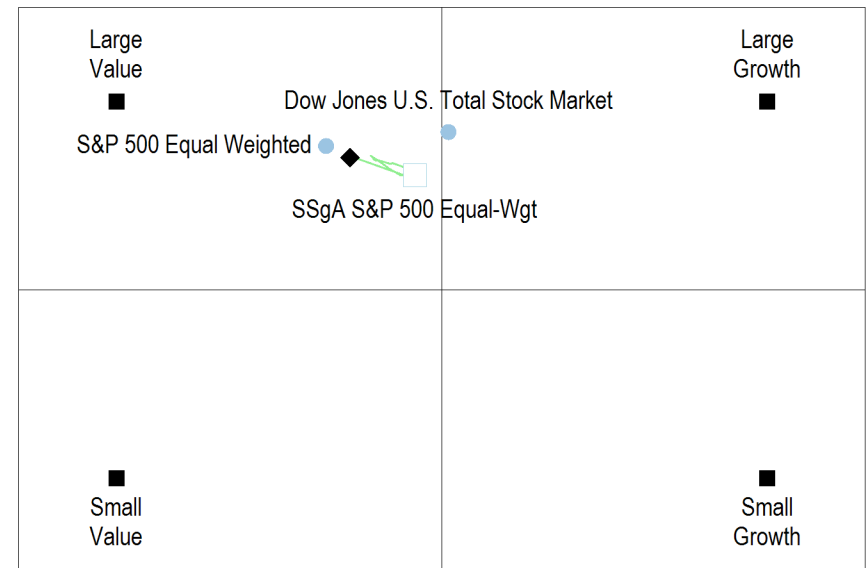 Large
Value
Large
Growth
Dow Jones U.S. Total Stock Market
S&P 500 Equal Weighted
SSgA S&P 500 Equal-Wgt
Small
Value
Small
Growth